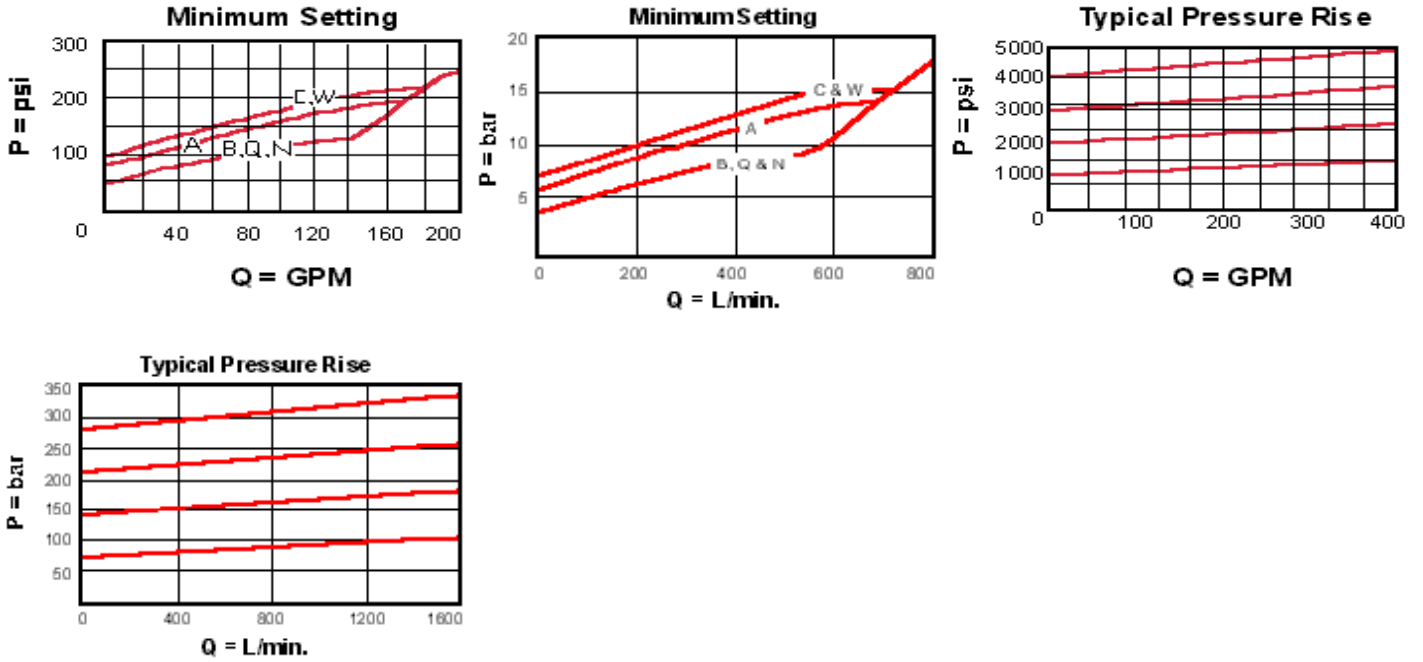 Minimum Setting
300
200
100
0
40 80 120 160 200
P = psi
Q = GPM
C,W
A
B,Q,N
Minimum Setting
20
15
10
5
0 200 400 600 800
P = bar
Q = L/min.
C & W
A
B, Q & N
Typical Pressure Rise
5000
4000
3000
2000
1000
0 100 200 300 400
P = psi
Q = GPM
Typical Pressure Rise
350
300
250
200
150
100
50
0 400 800 1200 1600
P = bar
Q = L/min.